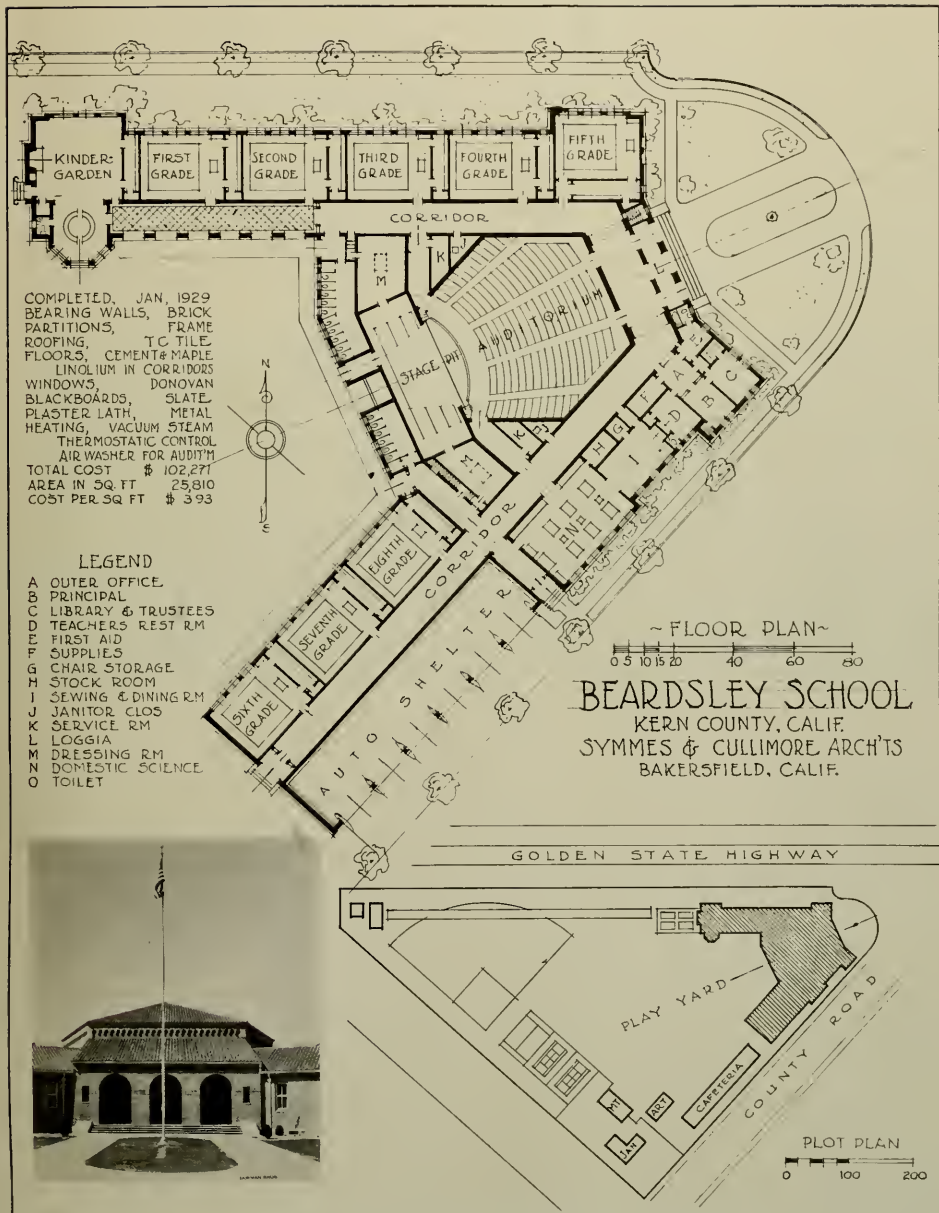 KINDER-
GARDEN
FIRST
GRADE
SECOND
GRADE
THIRD
GRADE
FOURTH
GRADE
FIFTH
GRADE
CORRIDOR
M
K
J
L
STAGE PIT
AUDITORIUM
K
J
M
E
A
C
B
F
D
G
H
I
N
CORRIDOR
EIGHTH
GRADE
SEVENTH
GRADE
SIXTH
GRADE
AUTO SHELTER
COMPLETED, JAN, 1929
BEARING WALLS, BRICK
PARTITIONS, FRAME
ROOFING, TC TILE
FLOORS, CEMENT & MAPLE
LINOLIUM IN CORRIDORS
WINDOWS, DONOVAN
BLACKBOARDS, SLATE
PLASTER LATH, METAL
HEATING, VACUUM STEAM
THERMOSTATIC CONTROL
AIR WASHER FOR AUDIT'M
TOTAL COST $ 102,271
AREA IN SQ. FT 25,810
COST PER SQ FT $ 3.93
N
S
LEGEND
A OUTER OFFICE
B PRINCIPAL
C LIBRARY & TRUSTEES
D TEACHERS REST RM
E FIRST AID
F SUPPLIES
G CHAIR STORAGE
H STOCK ROOM
I SEWING & DINING RM
J JANITOR CLOS
K SERVICE RM
L LOGGIA
M DRESSING RM
N DOMESTIC SCIENCE
O TOILET
~FLOOR PLAN~
0 5 10 15 20 40 60 80
BEARDSLEY SCHOOL
KERN COUNTY, CALIF.
SYMMES & CULLIMORE ARCH'TS
BAKERSFIELD, CALIF.
GOLDEN STATE HIGHWAY
PLAY YARD
COUNTY ROAD
CAFETERIA
ART
MT
JAN
PLOT PLAN
0 100 200